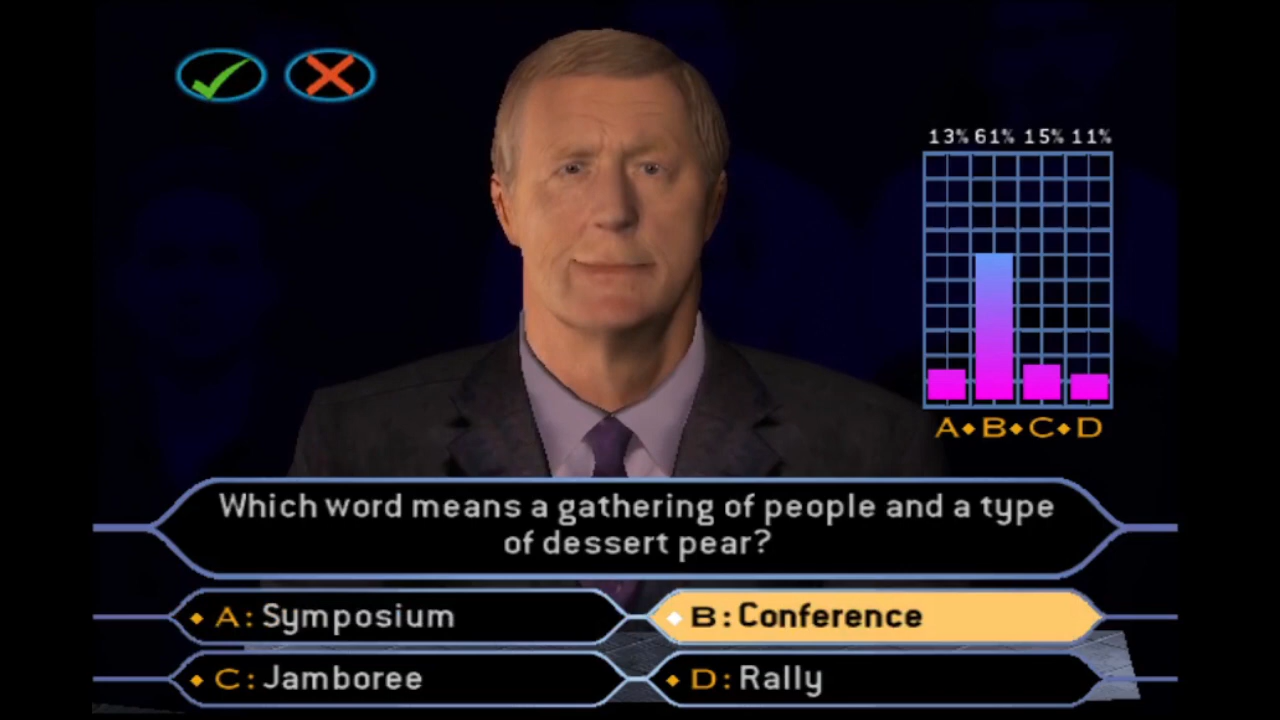 13% 61% 15% 11%
A◆B◆C◆D
Which word means a gathering of people and a type
of dessert pear?
◆ A: Symposium
◆ B: Conference
◆ C: Jamboree
◆ D: Rally